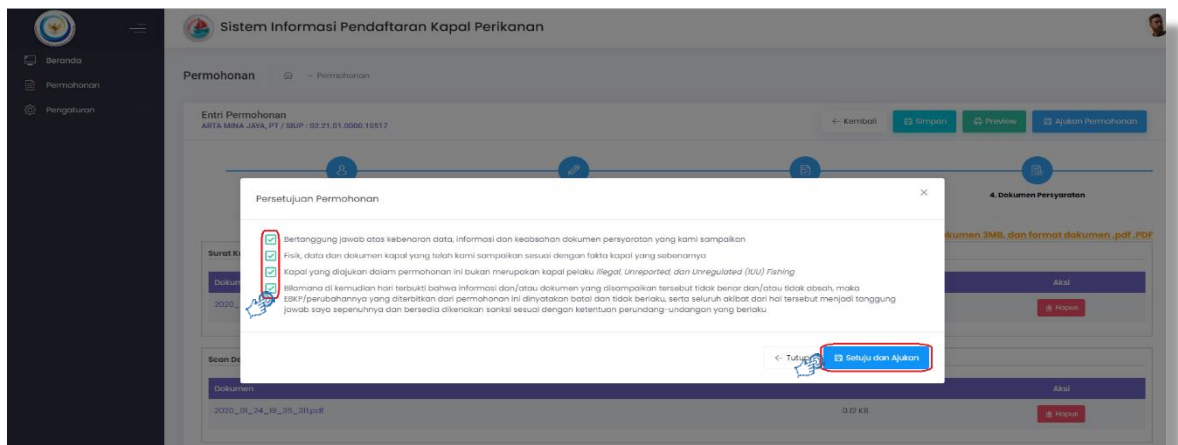 Sistem Informasi Pendaftaran Kapal Perikanan
Beranda
Permohonan
Pengaturan
Permohonan - Permohonan
Entri Permohonan
ARTA MINA JAYA, PT / SIUP : 02.21.01.0000.10517
← Kembali Simpan Preview Ajukan Permohonan
4. Dokumen Persyaratan
Persetujuan Permohonan ×
Bertanggung jawab atas kebenaran data, informasi dan keabsahan dokumen persyaratan yang kami sampaikan
Fisik, data dan dokumen kapal yang telah kami sampaikan sesuai dengan fakta kapal yang sebenarnya
Kapal yang diajukan dalam permohonan ini bukan merupakan kapal pelaku Illegal, Unreported, dan Unregulated (IUU) Fishing
Bilamana di kemudian hari terbukti bahwa informasi dan/atau dokumen yang disampaikan tersebut tidak benar dan/atau tidak absah, maka
EBKP/perubahannya yang diterbitkan dari permohonan ini dinyatakan batal dan tidak berlaku, serta seluruh akibat dari hal tersebut menjadi tanggung
jawab saya sepenuhnya dan bersedia dikenakan sanksi sesuai dengan ketentuan perundang-undangan yang berlaku
← Tutup Setuju dan Ajukan
3MB, dan format dokumen .pdf .PDF
Surat
Aksi
2020_
Hapus
Scan
Dokumen Aksi
2020_01_24_19_35_311.pdf 0.12 KB Hapus